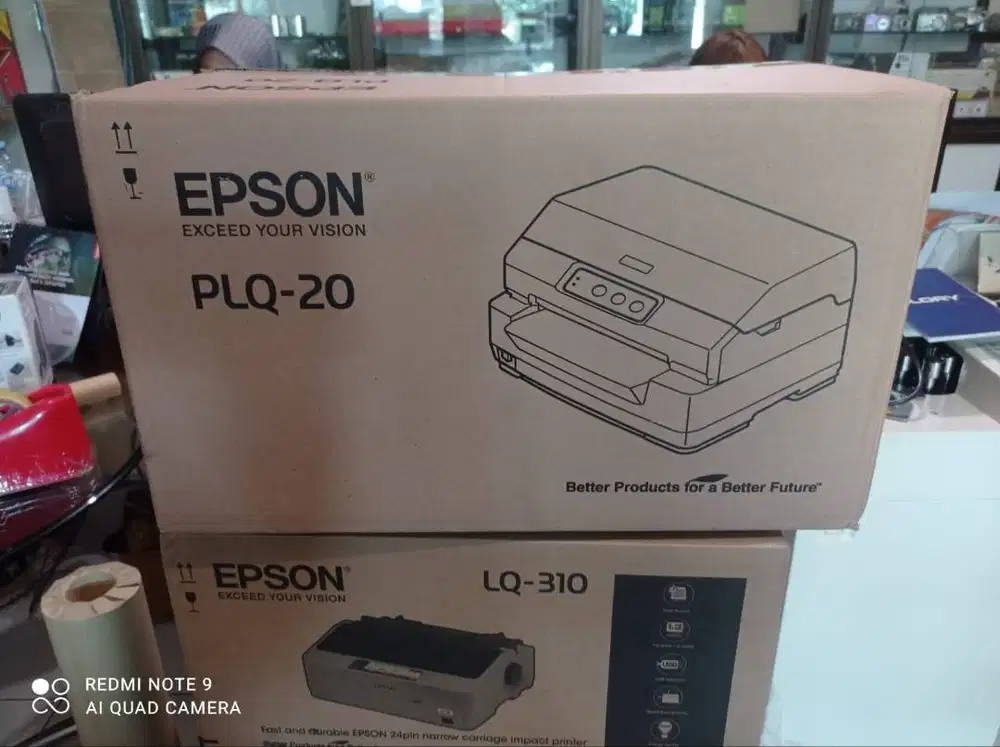 EPSON
EPSON®
EXCEED YOUR VISION
PLQ-20
Better Products for a Better Future™
EPSON®
EXCEED YOUR VISION
LQ-310
Fast and durable EPSON 24pin narrow carriage impact printer
REDMI NOTE 9
AI QUAD CAMERA